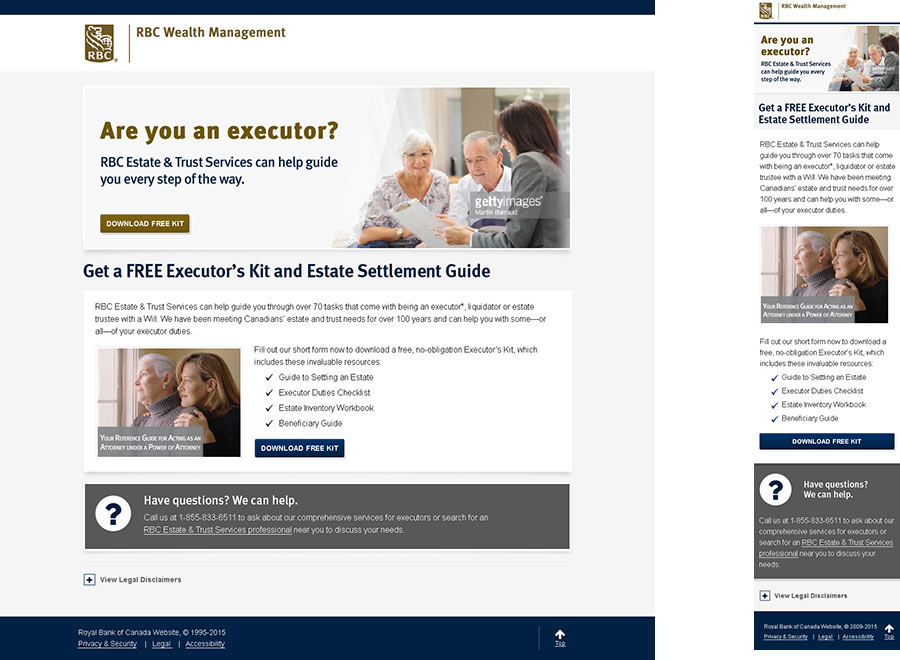 RBC Wealth Management
RBC®
Are you an executor?
RBC Estate & Trust Services can help guide
you every step of the way.
DOWNLOAD FREE KIT
gettyimages®
Martin Barraud
Get a FREE Executor's Kit and Estate Settlement Guide
RBC Estate & Trust Services can help guide you through over 70 tasks that come with being an executor*, liquidator or estate
trustee with a Will. We have been meeting Canadians' estate and trust needs for over 100 years and can help you with some—or
all—of your executor duties.
Fill out our short form now to download a free, no-obligation Executor's Kit, which
includes these invaluable resources:
Guide to Settling an Estate
Executor Duties Checklist
Estate Inventory Workbook
Beneficiary Guide
YOUR REFERENCE GUIDE FOR ACTING AS AN
ATTORNEY UNDER A POWER OF ATTORNEY
DOWNLOAD FREE KIT
? Have questions? We can help.
Call us at 1-855-833-6511 to ask about our comprehensive services for executors or search for an
RBC Estate & Trust Services professional near you to discuss your needs.
View Legal Disclaimers
Royal Bank of Canada Website, © 1995-2015
Privacy & Security | Legal | Accessibility
Top
RBC Wealth Management
Are you an
executor?
RBC Estate & Trust Services
can help guide you every
step of the way.
gettyimages
Get a FREE Executor's Kit and
Estate Settlement Guide
RBC Estate & Trust Services can help
guide you through over 70 tasks that come
with being an executor*, liquidator or estate
trustee with a Will. We have been meeting
Canadians' estate and trust needs for over
100 years and can help you with some—or
all—of your executor duties.
YOUR REFERENCE GUIDE FOR ACTING AS AN
ATTORNEY UNDER A POWER OF ATTORNEY
Fill out our short form now to download a
free, no-obligation Executor's Kit, which
includes these invaluable resources:
Guide to Settling an Estate
Executor Duties Checklist
Estate Inventory Workbook
Beneficiary Guide
DOWNLOAD FREE KIT
? Have questions?
We can help.
Call us at 1-855-833-6511 to ask about our
comprehensive services for executors or
search for an RBC Estate & Trust Services
professional near you to discuss your
needs.
View Legal Disclaimers
Royal Bank of Canada Website, © 2009-2015
Privacy & Security | Legal | Accessibility
Top